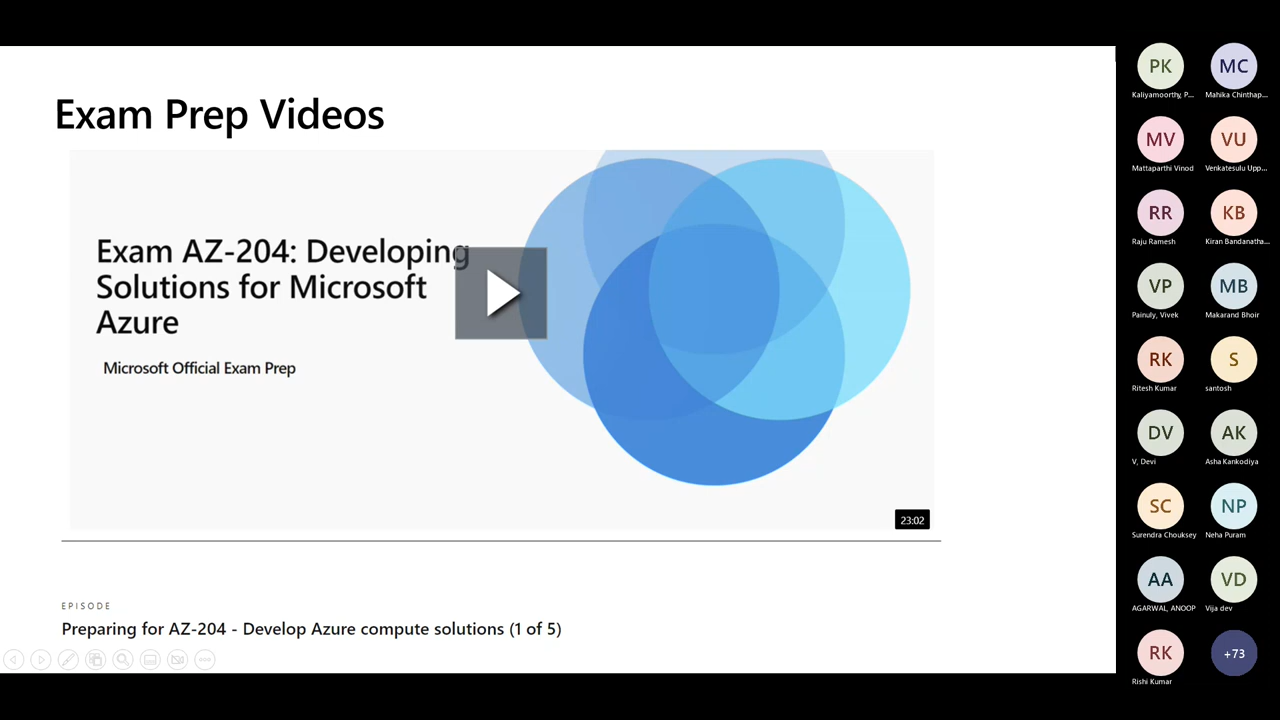 Exam Prep Videos
Exam AZ-204: Developing
Solutions for Microsoft
Azure
Microsoft Official Exam Prep
23:02
EPISODE
Preparing for AZ-204 - Develop Azure compute solutions (1 of 5)
PK
MC
Kaliyamoorthy, P...
Mahika Chinthap...
MV
VU
Mattaparthi Vinod
Venkatesulu Upp...
RR
KB
Raju Ramesh
Kiran Bandanatha...
VP
MB
Painuly, Vivek
Makarand Bhoir
RK
S
Ritesh Kumar
santosh
DV
AK
V, Devi
Asha Kankodiya
SC
NP
Surendra Chouksey
Neha Puram
AA
VD
AGARWAL, ANOOP
Vija dev
RK
+73
Rishi Kumar